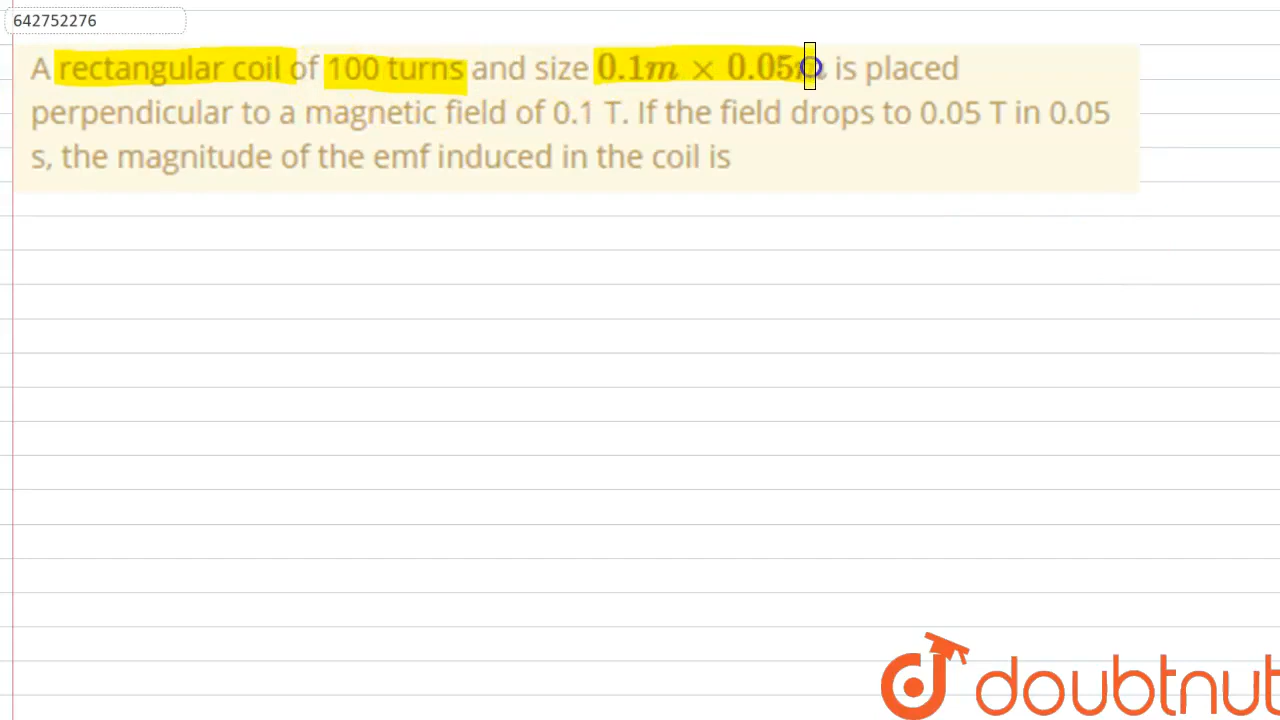 642752276
A rectangular coil of 100 turns and size 0.1m × 0.05m is placed
perpendicular to a magnetic field of 0.1 T. If the field drops to 0.05 T in 0.05
s, the magnitude of the emf induced in the coil is
doubtnut